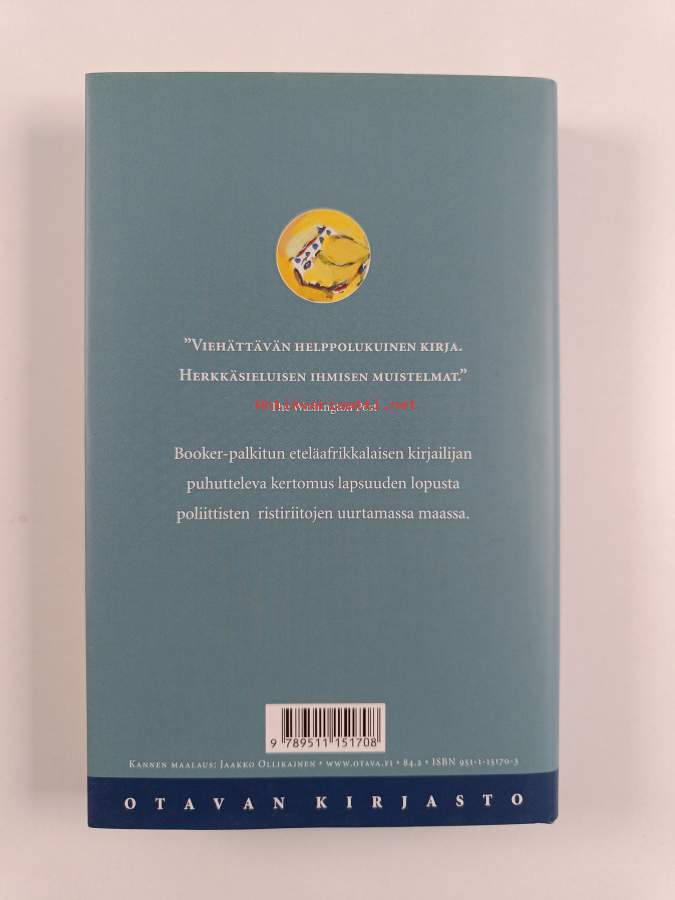 ”Viehättävän helppolukuinen kirja.
Herkkäsieluisen ihmisen muistelmat.”
The Washington Post
Booker-palkitun eteläafrikkalaisen kirjailijan
puhutteleva kertomus lapsuuden lopusta
poliittisten ristiriitojen uurtamassa maassa.
9 789511 151708
Kannen maalaus: Jaakko Ollikainen • www.otava.fi • 84.2 • ISBN 951-1-15170-3
OTAVAN KIRJASTO